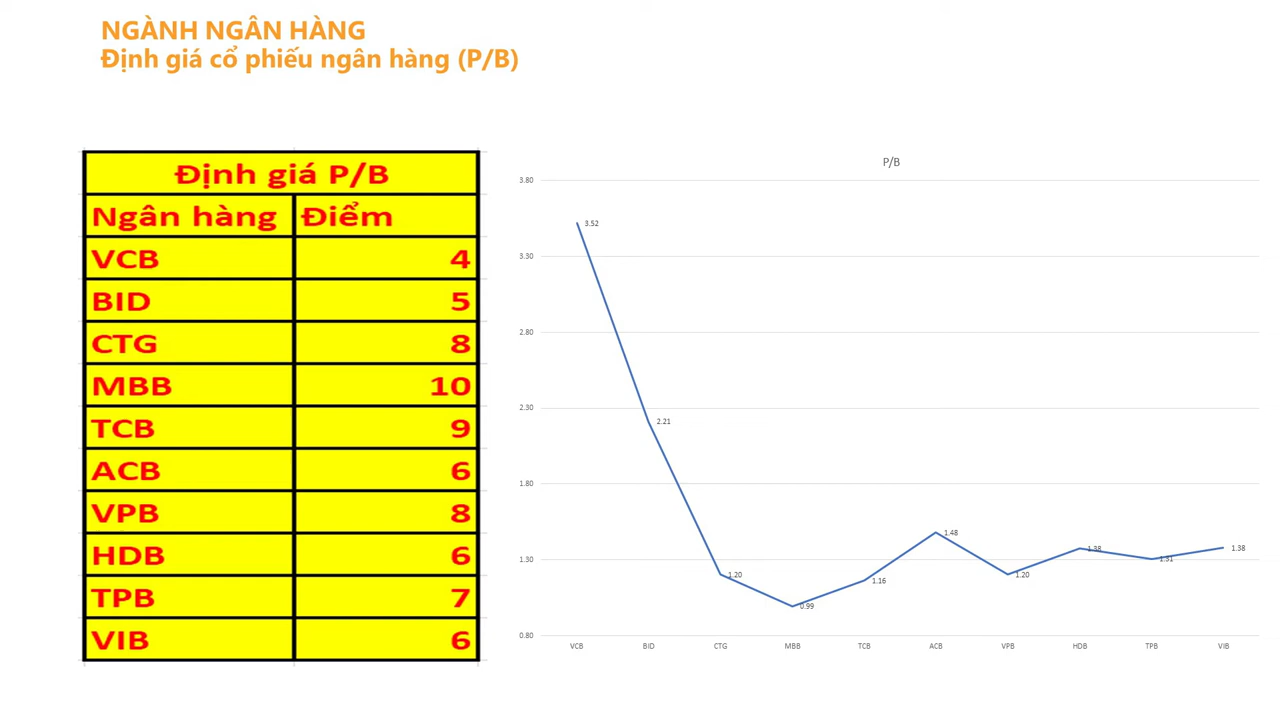 NGÀNH NGÂN HÀNG
Định giá cổ phiếu ngân hàng (P/B)
Định giá P/B
Ngân hàng Điểm
VCB 4
BID 5
CTG 8
MBB 10
TCB 9
ACB 6
VPB 8
HDB 6
TPB 7
VIB 6
P/B
3.80
3.30
2.80
2.30
1.80
1.30
0.80
3.52
2.21
1.20
0.99
1.16
1.48
1.20
1.38
1.31
1.38
VCB BID CTG MBB TCB ACB VPB HDB TPB VIB